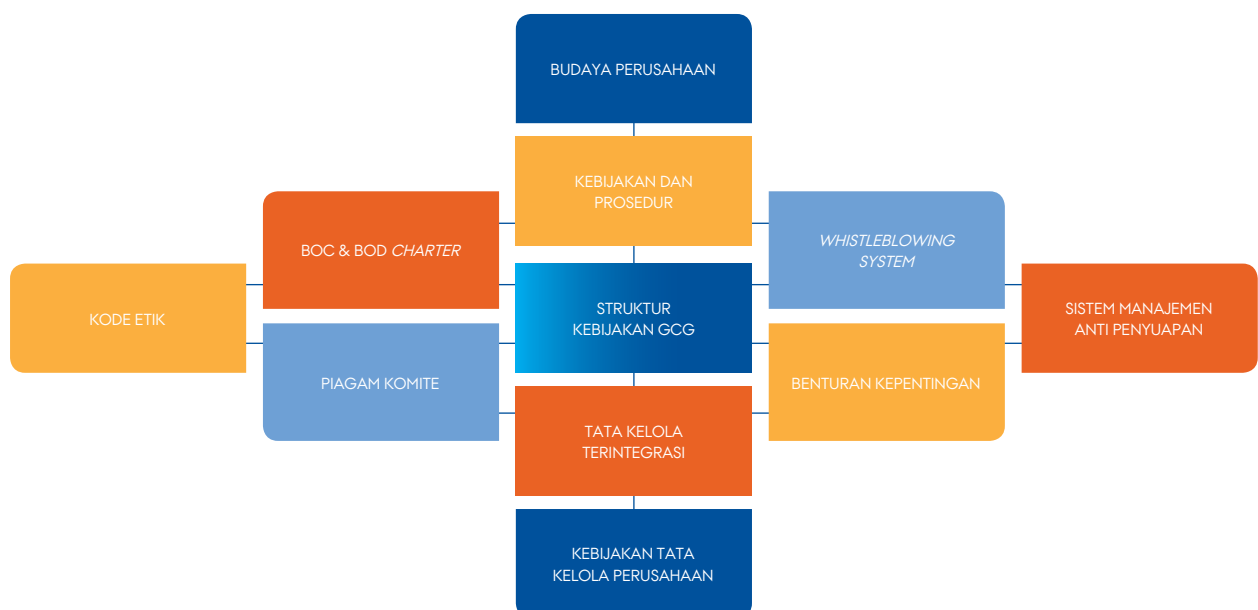 BUDAYA PERUSAHAAN
KEBIJAKAN DAN
PROSEDUR
BOC & BOD CHARTER
WHISTLEBLOWING
SYSTEM
KODE ETIK
STRUKTUR
KEBIJAKAN GCG
SISTEM MANAJEMEN
ANTI PENYUAPAN
PIAGAM KOMITE
BENTURAN KEPENTINGAN
TATA KELOLA
TERINTEGRASI
KEBIJAKAN TATA
KELOLA PERUSAHAAN